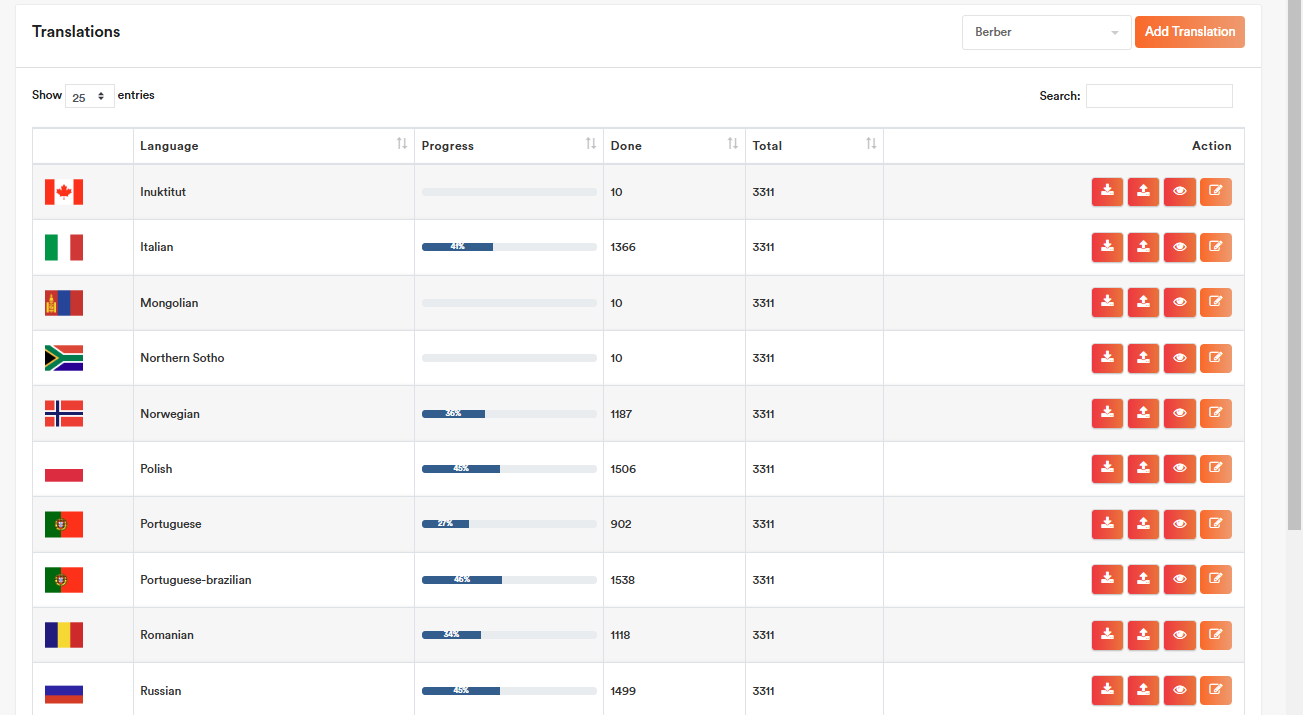 Translations
Berber
Add Translation
Show 25 entries
Search:
Language Progress Done Total Action
Inuktitut 10 3311
Italian 41% 1366 3311
Mongolian 10 3311
Northern Sotho 10 3311
Norwegian 36% 1187 3311
Polish 45% 1506 3311
Portuguese 27% 902 3311
Portuguese-brazilian 46% 1538 3311
Romanian 34% 1118 3311
Russian 45% 1499 3311